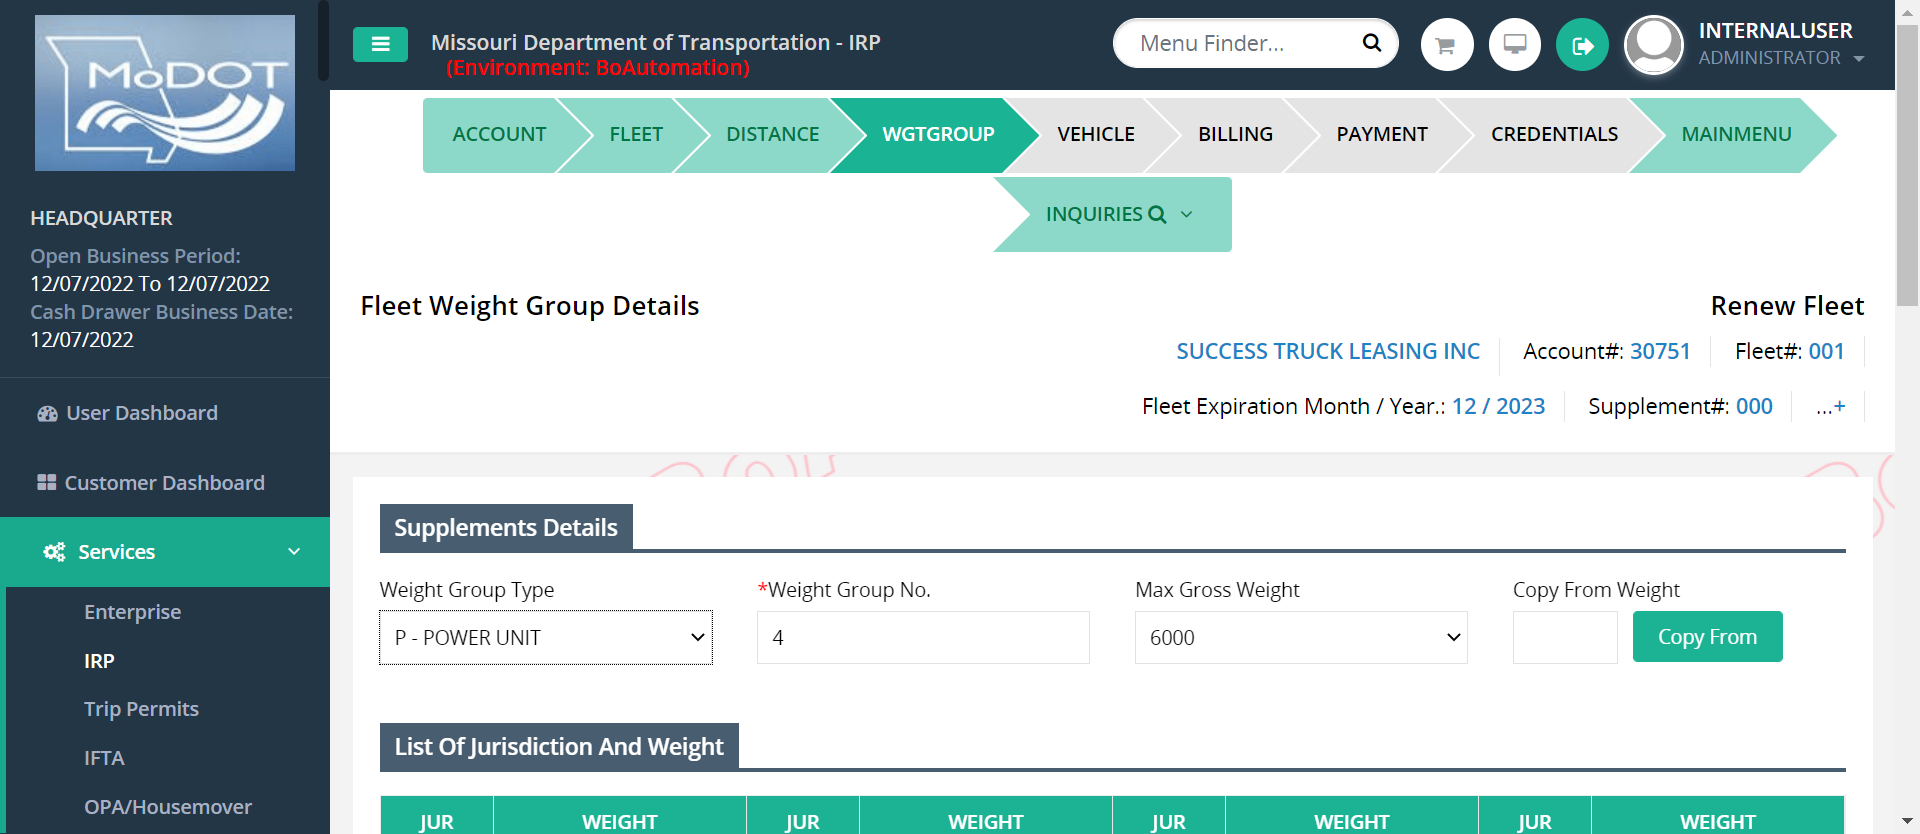 MoDOT
HEADQUARTER
Open Business Period:
12/07/2022 To 12/07/2022
Cash Drawer Business Date:
12/07/2022
User Dashboard
Customer Dashboard
Services
Enterprise
IRP
Trip Permits
IFTA
OPA/Housemover
Missouri Department of Transportation - IRP
(Environment: BoAutomation)
Menu Finder...
INTERNALUSER
ADMINISTRATOR
ACCOUNT FLEET DISTANCE WGTGROUP VEHICLE BILLING PAYMENT CREDENTIALS MAINMENU
INQUIRIES
Fleet Weight Group Details
Renew Fleet
SUCCESS TRUCK LEASING INC Account#: 30751 Fleet#: 001
Fleet Expiration Month / Year.: 12 / 2023 Supplement#: 000 ...+
Supplements Details
Weight Group Type *Weight Group No. Max Gross Weight Copy From Weight
P - POWER UNIT 4 6000 Copy From
List Of Jurisdiction And Weight
JUR WEIGHT JUR WEIGHT JUR WEIGHT JUR WEIGHT